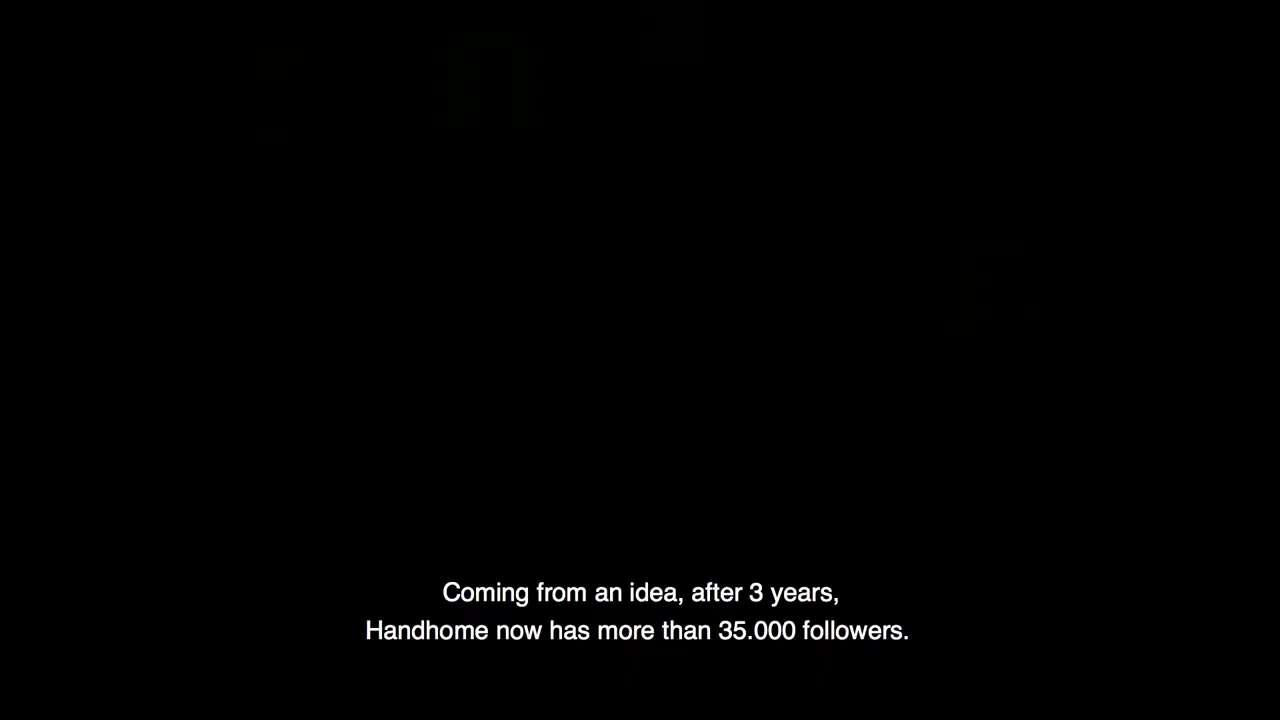 Coming from an idea, after 3 years,
Handhome now has more than 35.000 followers.